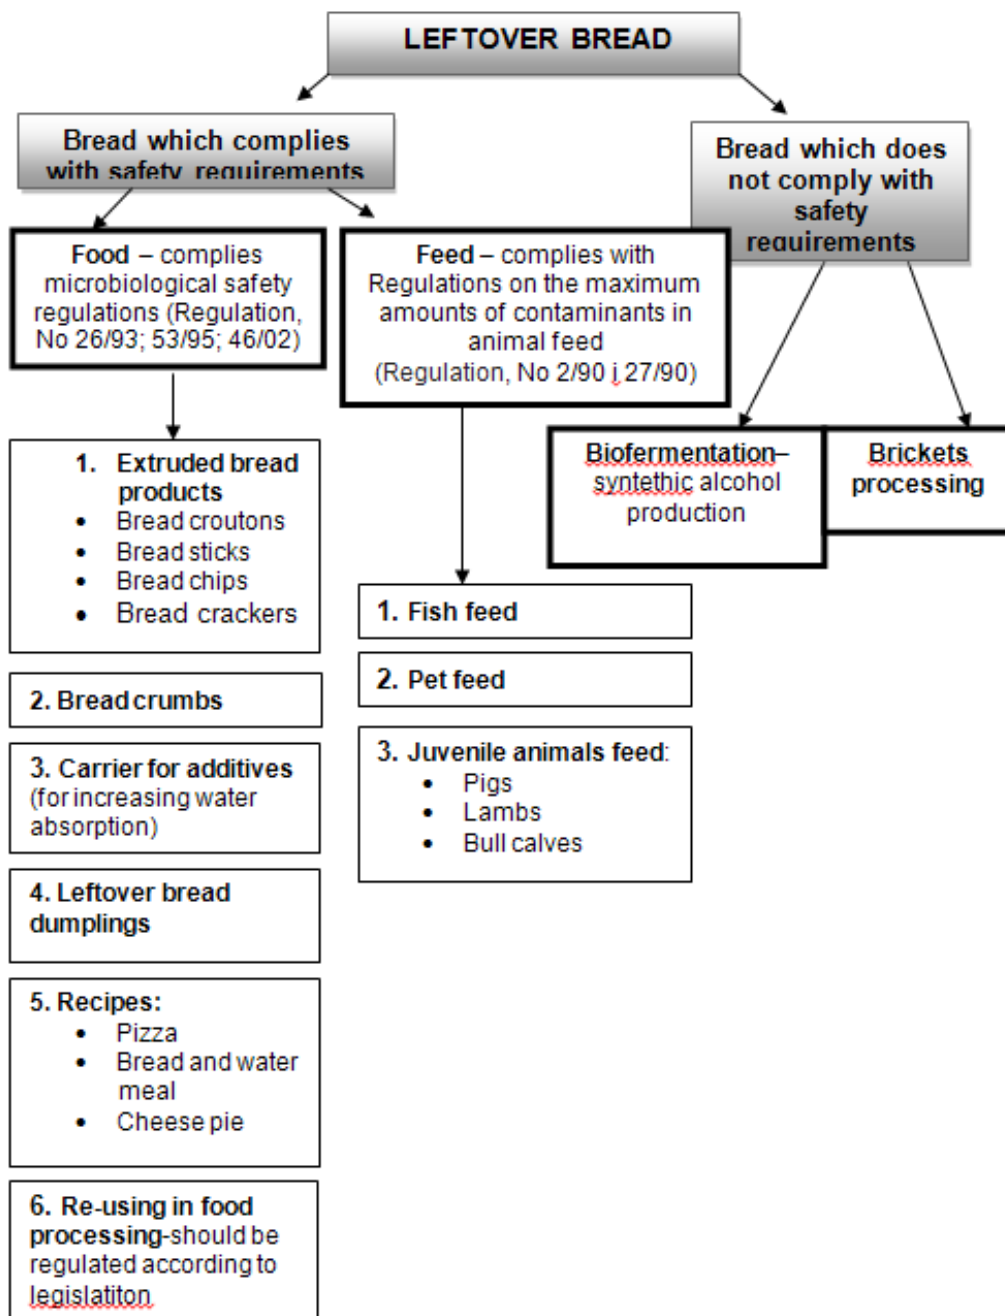 LEFTOVER BREAD
Bread which complies
with safety requirements
Bread which does
not comply with
safety
requirements
Food – complies
microbiological safety
regulations (Regulation,
No 26/93; 53/95; 46/02)
Feed – complies with
Regulations on the maximum
amounts of contaminants in
animal feed
(Regulation, No 2/90 i 27/90)
Biofermentation–
syntethic alcohol
production
Brickets
processing
1. Extruded bread
products
• Bread croutons
• Bread sticks
• Bread chips
• Bread crackers
2. Bread crumbs
3. Carrier for additives
(for increasing water
absorption)
4. Leftover bread
dumplings
5. Recipes:
• Pizza
• Bread and water
meal
• Cheese pie
6. Re-using in food
processing-should be
regulated according to
legislatiton
1. Fish feed
2. Pet feed
3. Juvenile animals feed:
• Pigs
• Lambs
• Bull calves